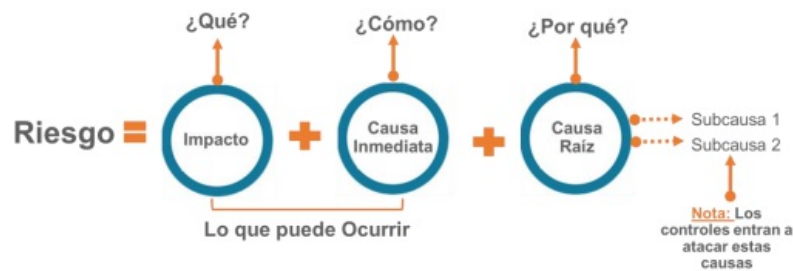 ¿Qué?
¿Cómo?
¿Por qué?
Riesgo =
Impacto
+
Causa
Inmediata
+
Causa
Raíz
Subcausa 1
Subcausa 2
Lo que puede Ocurrir
Nota: Los
controles entran a
atacar estas
causas